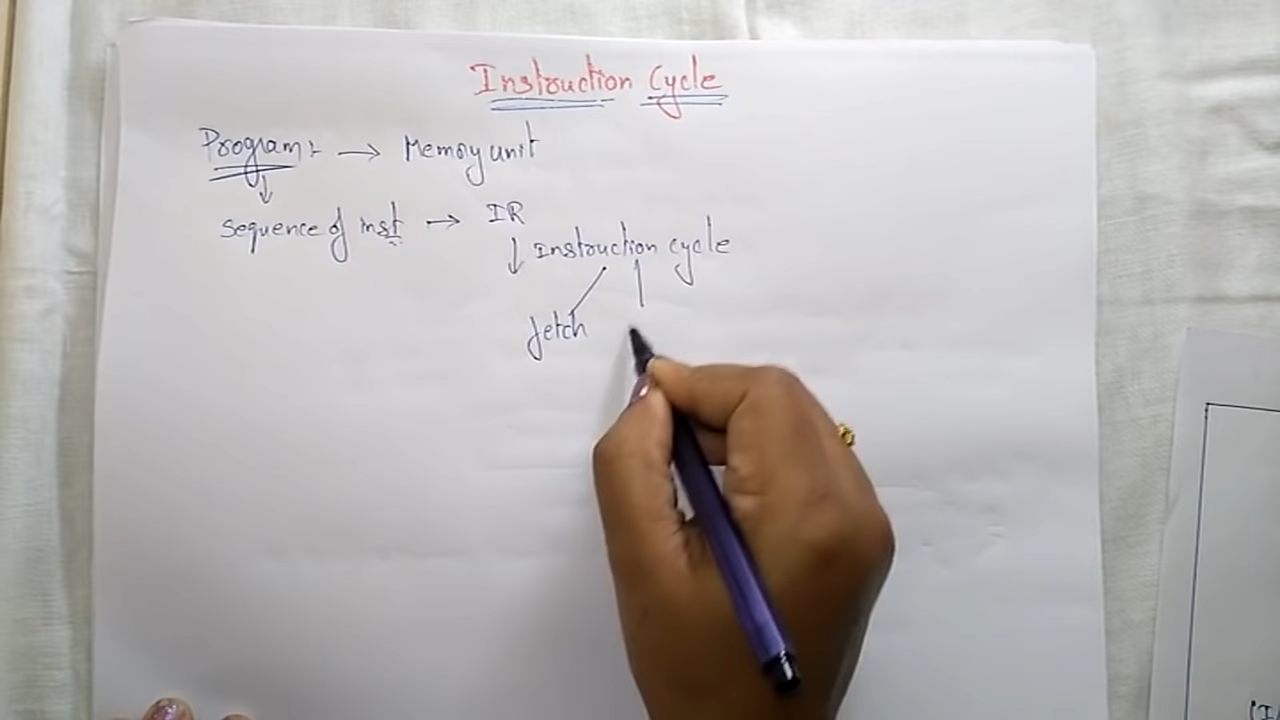 Instruction Cycle
Program :- → Memory unit
↓
Sequence of inst → IR
↓ Instruction cycle
fetch
(I